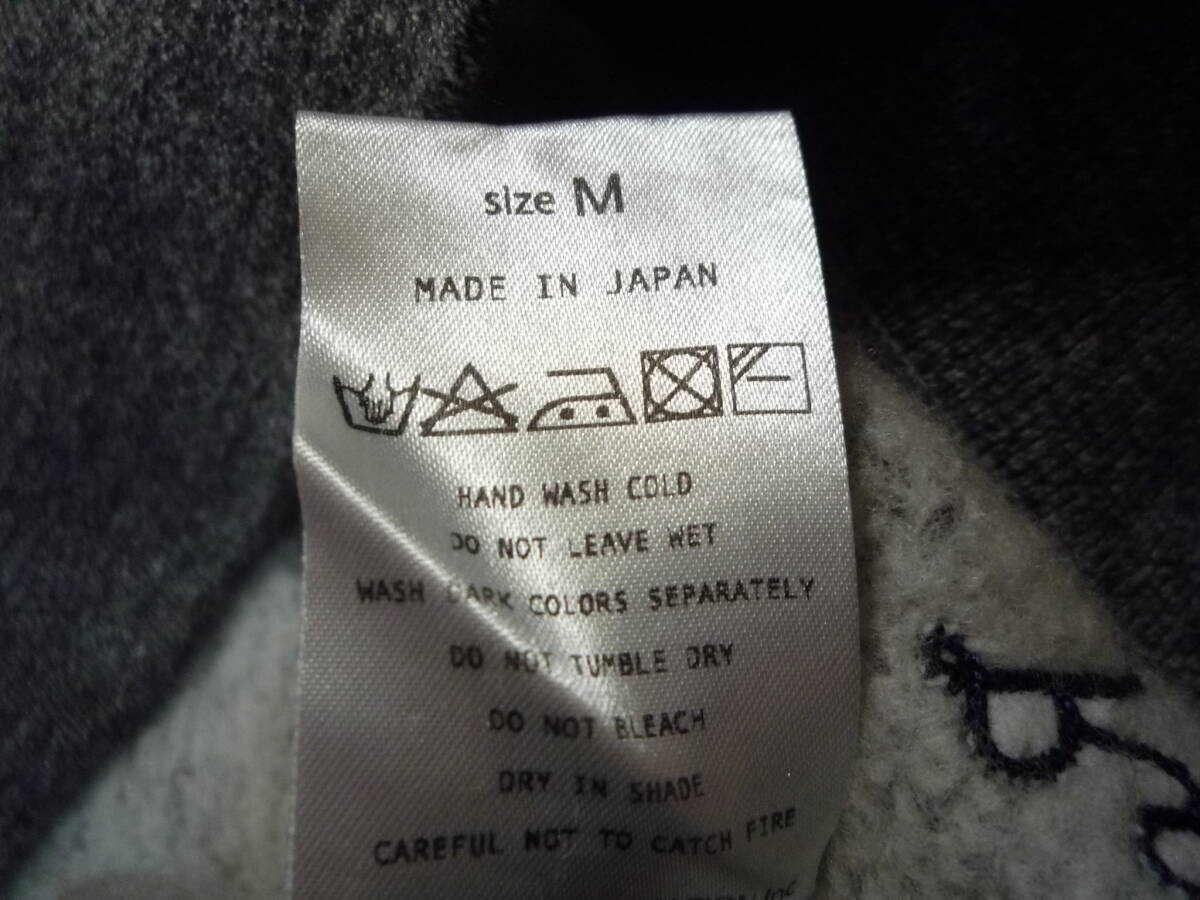 size M
MADE IN JAPAN
HAND WASH COLD
DO NOT LEAVE WET
WASH DARK COLORS SEPARATELY
DO NOT TUMBLE DRY
DO NOT BLEACH
DRY IN SHADE
CAREFUL NOT TO CATCH FIRE